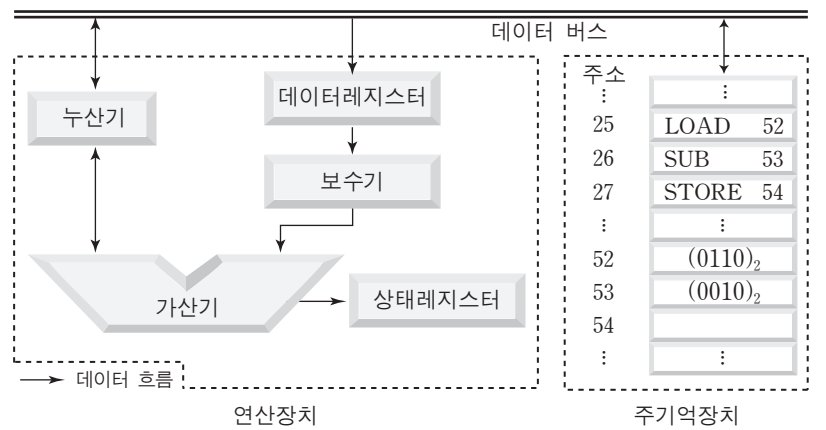 데이터 버스
누산기
데이터레지스터
보수기
가산기
상태레지스터
데이터 흐름
연산장치
주소
⋮ ⋮
25 LOAD 52
26 SUB 53
27 STORE 54
⋮ ⋮
52 (0110)₂
53 (0010)₂
54
⋮ ⋮
주기억장치